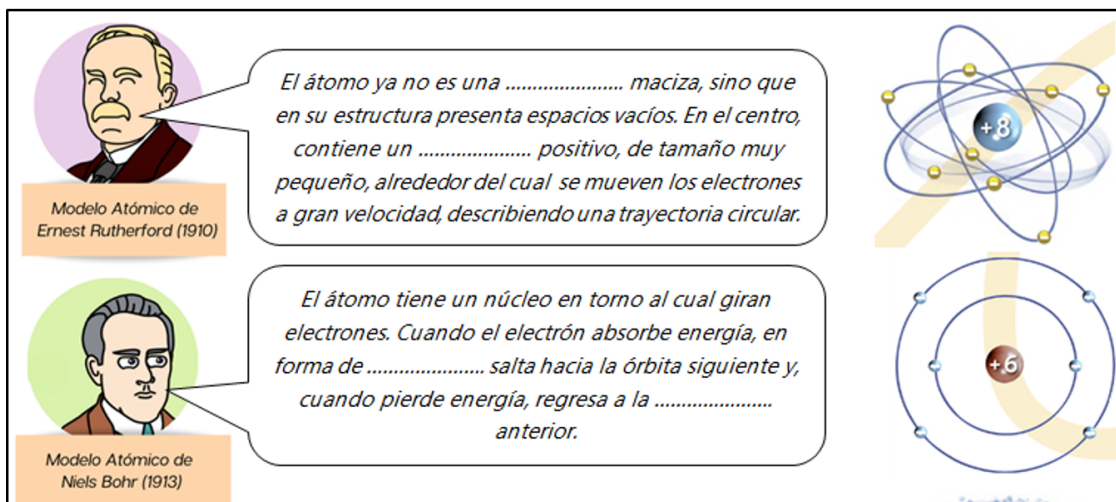 El átomo ya no es una ...................... maciza, sino que
en su estructura presenta espacios vacíos. En el centro,
contiene un ..................... positivo, de tamaño muy
pequeño, alrededor del cual se mueven los electrones
a gran velocidad, describiendo una trayectoria circular.
+8
Modelo Atómico de
Ernest Rutherford (1910)
El átomo tiene un núcleo en torno al cual giran
electrones. Cuando el electrón absorbe energía, en
forma de ...................... salta hacia la órbita siguiente y,
cuando pierde energía, regresa a la ......................
anterior.
+6
Modelo Atómico de
Niels Bohr (1913)